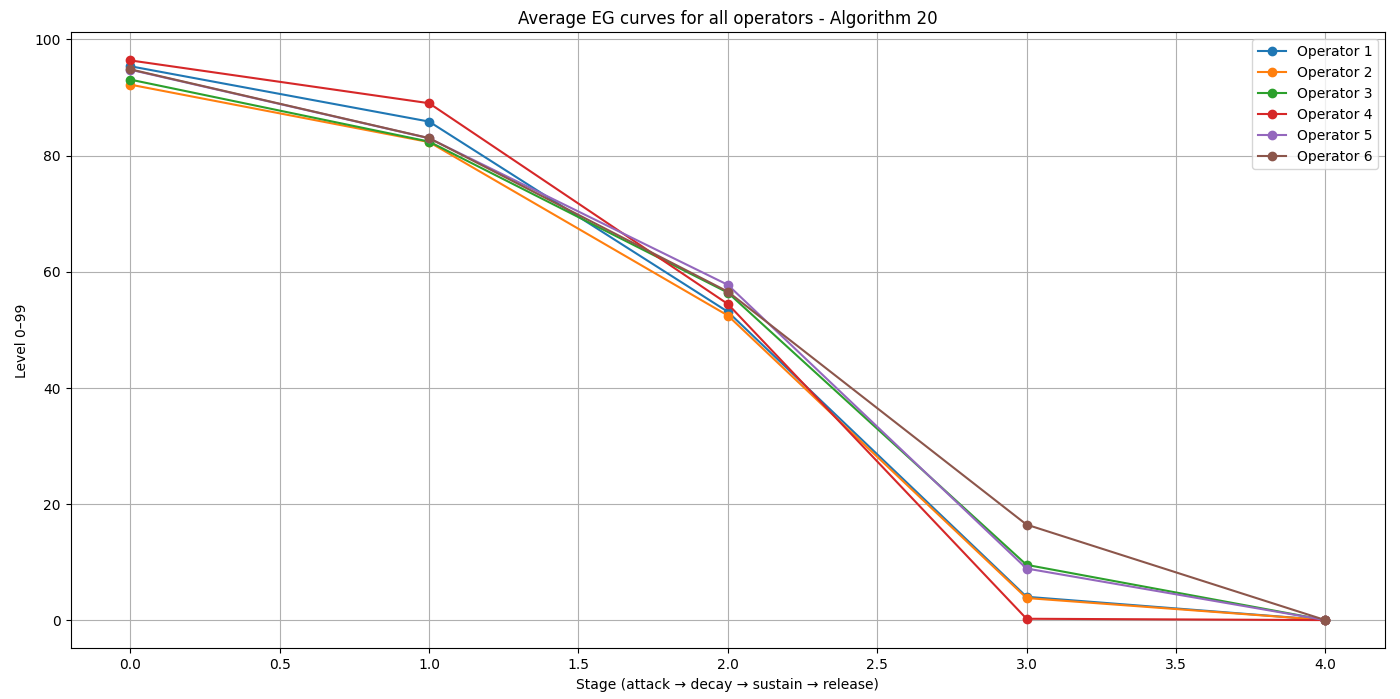 Average EG curves for all operators - Algorithm 20
100
80
60
40
20
0
Level 0–99
Operator 1
Operator 2
Operator 3
Operator 4
Operator 5
Operator 6
0.0 0.5 1.0 1.5 2.0 2.5 3.0 3.5 4.0
Stage (attack → decay → sustain → release)